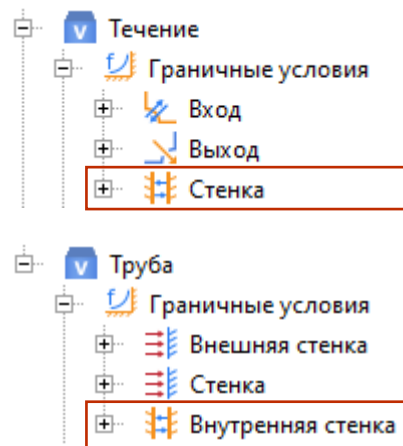 Течение
Граничные условия
Вход
Выход
Стенка
Труба
Граничные условия
Внешняя стенка
Стенка
Внутренняя стенка